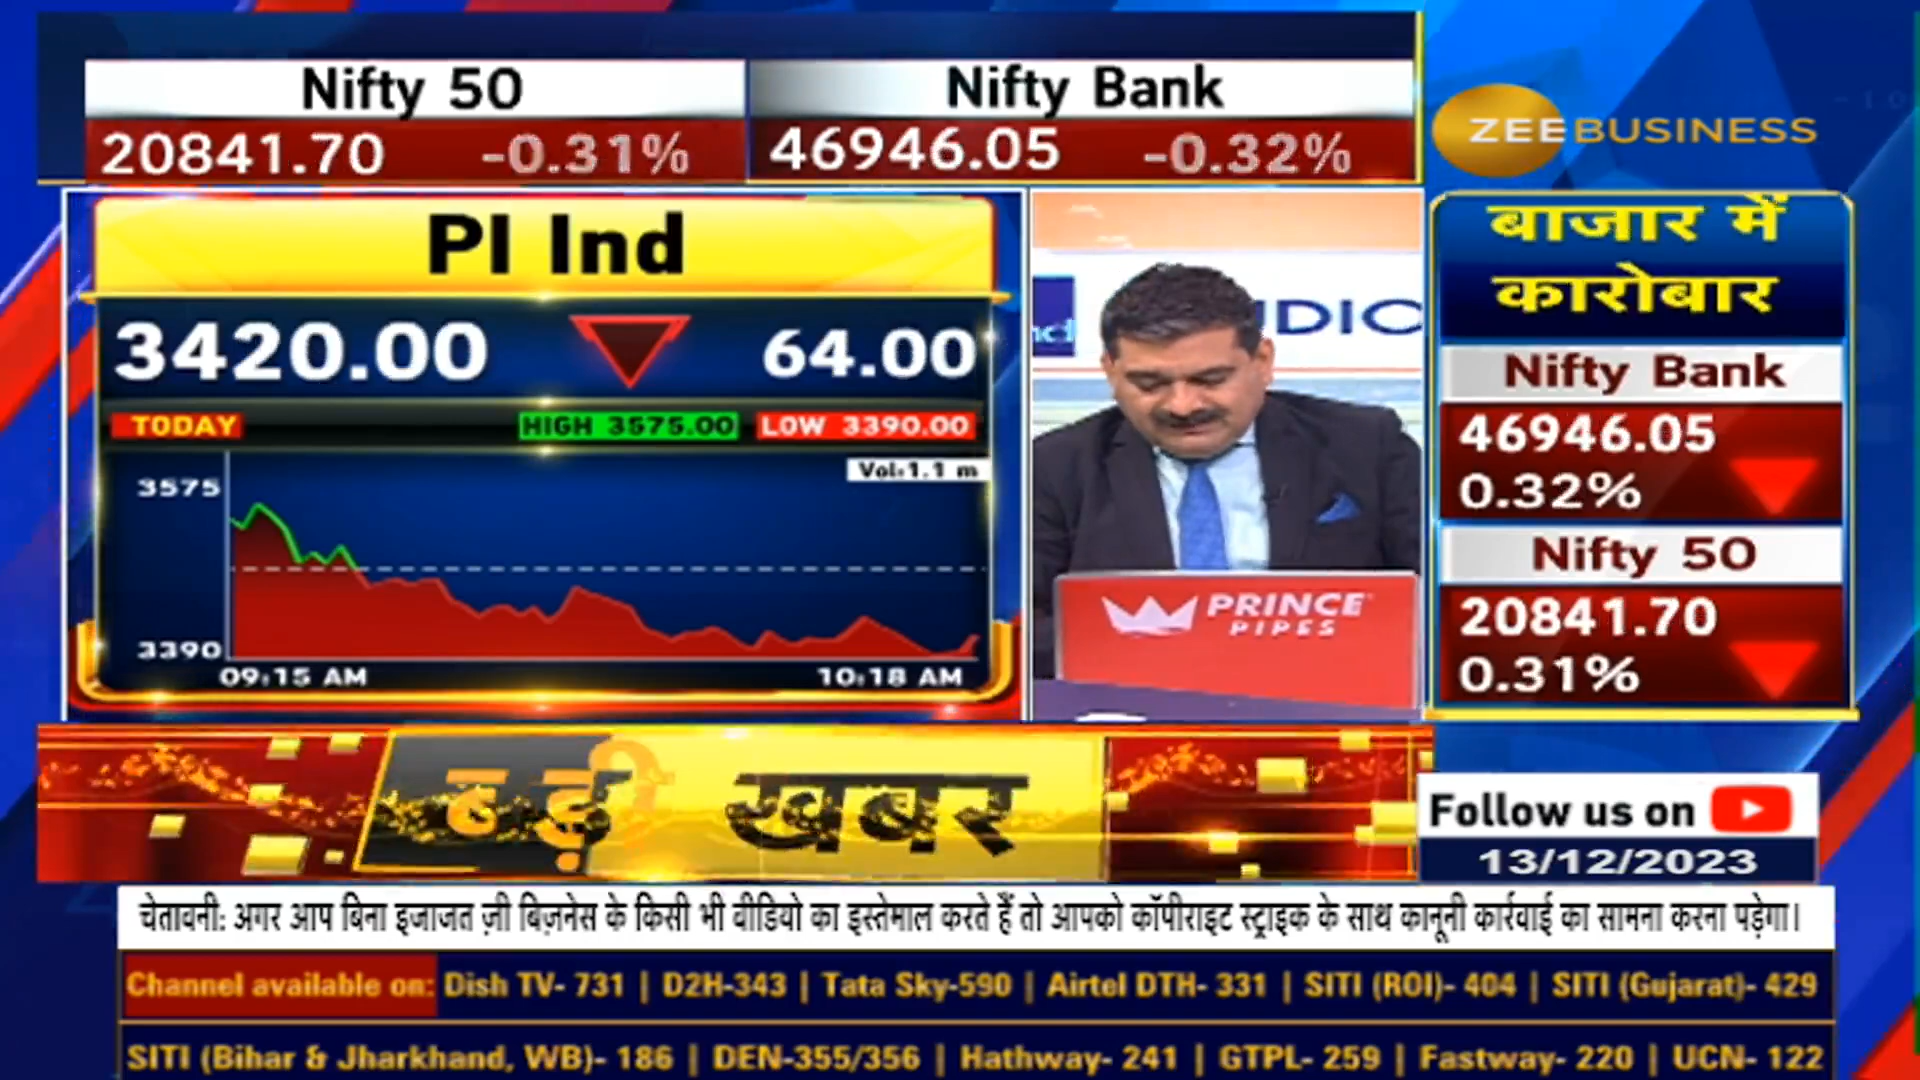 Nifty 50
20841.70 -0.31%
Nifty Bank
46946.05 -0.32%
ZEEBUSINESS
PI Ind
3420.00 64.00
TODAY HIGH 3575.00 LOW 3390.00
Vol:1.1 m
3575
3390
09:15 AM 10:18 AM
PRINCE
PIPES
बाजार में
कारोबार
Nifty Bank
46946.05
0.32%
Nifty 50
20841.70
0.31%
बड़ी खबर
Follow us on
13/12/2023
चेतावनी: अगर आप बिना इजाजत ज़ी बिज़नेस के किसी भी वीडियो का इस्तेमाल करते हैं तो आपको कॉपीराइट स्ट्राइक के साथ कानूनी कार्रवाई का सामना करना पड़ेगा।
Channel available on: Dish TV- 731 | D2H-343 | Tata Sky-590 | Airtel DTH- 331 | SITI (ROI)- 404 | SITI (Gujarat)- 429
SITI (Bihar & Jharkhand, WB)- 186 | DEN-355/356 | Hathway- 241 | GTPL- 259 | Fastway- 220 | UCN- 122